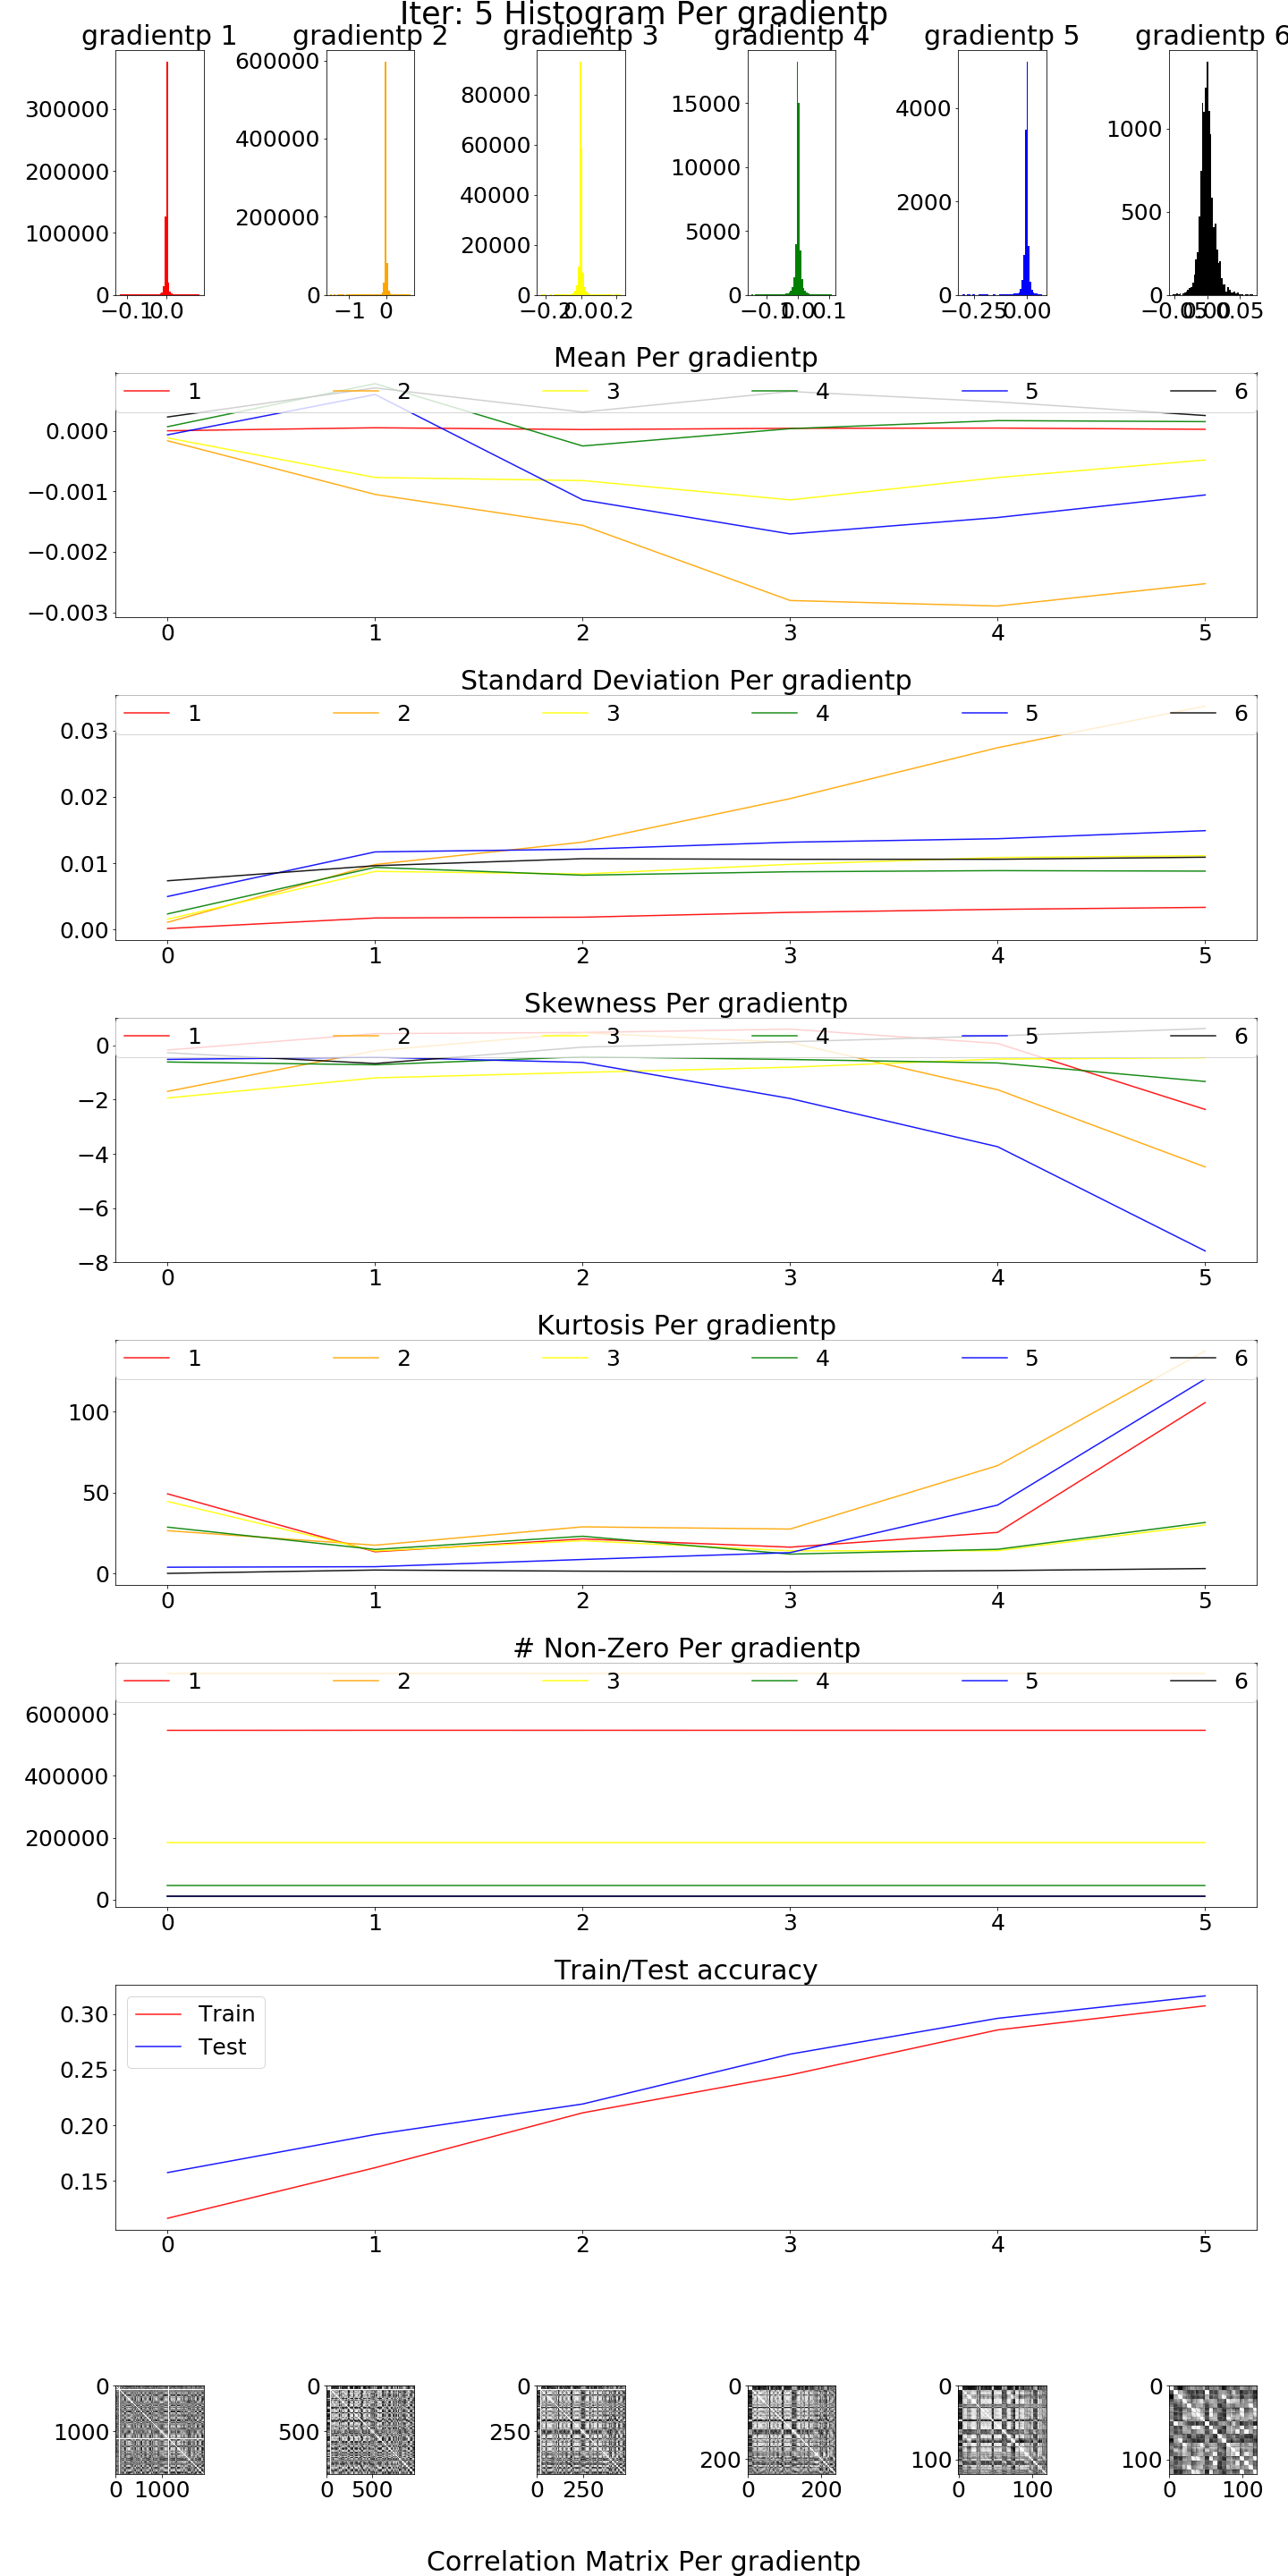 Iter: 5 Histogram Per gradientp
gradientp 1 gradientp 2 gradientp 3 gradientp 4 gradientp 5 gradientp 6
300000
200000
100000
0
−0.1 0.0
600000
400000
200000
0
−1 0
80000
60000
40000
20000
0
−0.2 0.0 0.2
15000
10000
5000
0
−0.1 0.0 0.1
4000
2000
0
−0.25 0.00
1000
500
0
−0.05 0.00 0.05
Mean Per gradientp
1 2 3 4 5 6
0.000
−0.001
−0.002
−0.003
0 1 2 3 4 5
Standard Deviation Per gradientp
1 2 3 4 5 6
0.03
0.02
0.01
0.00
0 1 2 3 4 5
Skewness Per gradientp
1 2 3 4 5 6
0
−2
−4
−6
−8
0 1 2 3 4 5
Kurtosis Per gradientp
1 2 3 4 5 6
100
50
0
0 1 2 3 4 5
# Non-Zero Per gradientp
1 2 3 4 5 6
600000
400000
200000
0
0 1 2 3 4 5
Train/Test accuracy
Train
Test
0.30
0.25
0.20
0.15
0 1 2 3 4 5
0
1000
0 1000
0
500
0 500
0
250
0 250
0
200
0 200
0
100
0 100
0
100
0 100
Correlation Matrix Per gradientp